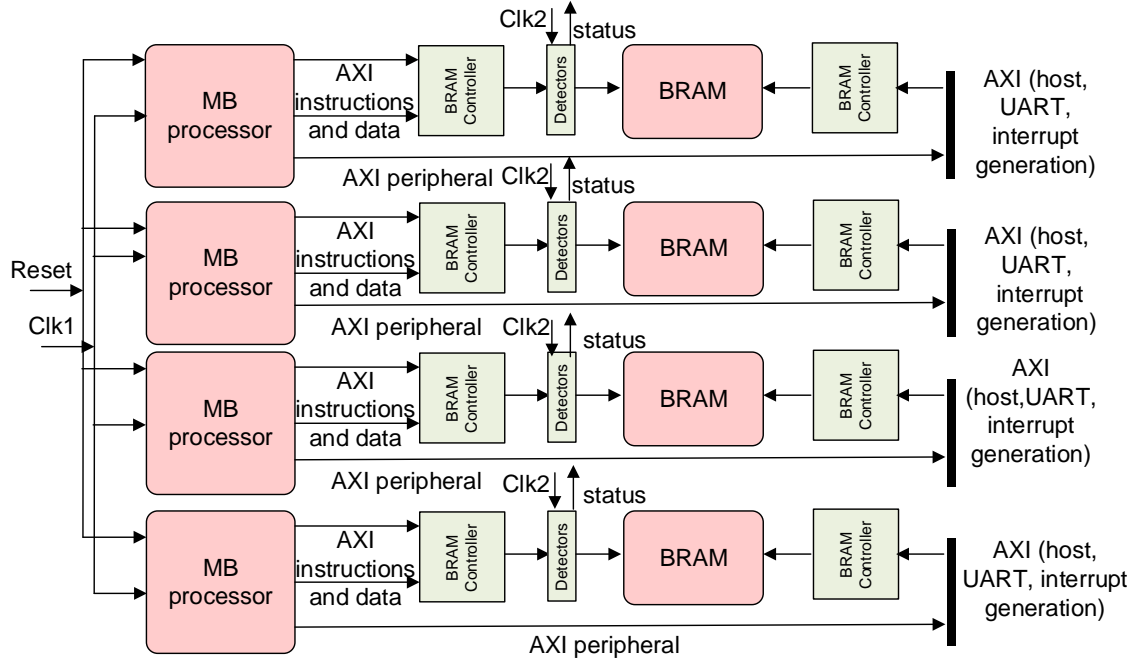 Clk2
status
MB
processor
AXI
instructions
and data
BRAM
Controller
Detectors
BRAM
BRAM
Controller
AXI (host,
UART,
interrupt
generation)
AXI peripheral
Clk2
status
MB
processor
AXI
instructions
and data
BRAM
Controller
Detectors
BRAM
BRAM
Controller
AXI (host,
UART,
interrupt
generation)
Reset
Clk1
AXI peripheral
Clk2
status
MB
processor
AXI
instructions
and data
BRAM
Controller
Detectors
BRAM
BRAM
Controller
AXI
(host,UART,
interrupt
generation)
AXI peripheral
Clk2
status
MB
processor
AXI
instructions
and data
BRAM
Controller
Detectors
BRAM
BRAM
Controller
AXI (host,
UART, interrupt
generation)
AXI peripheral